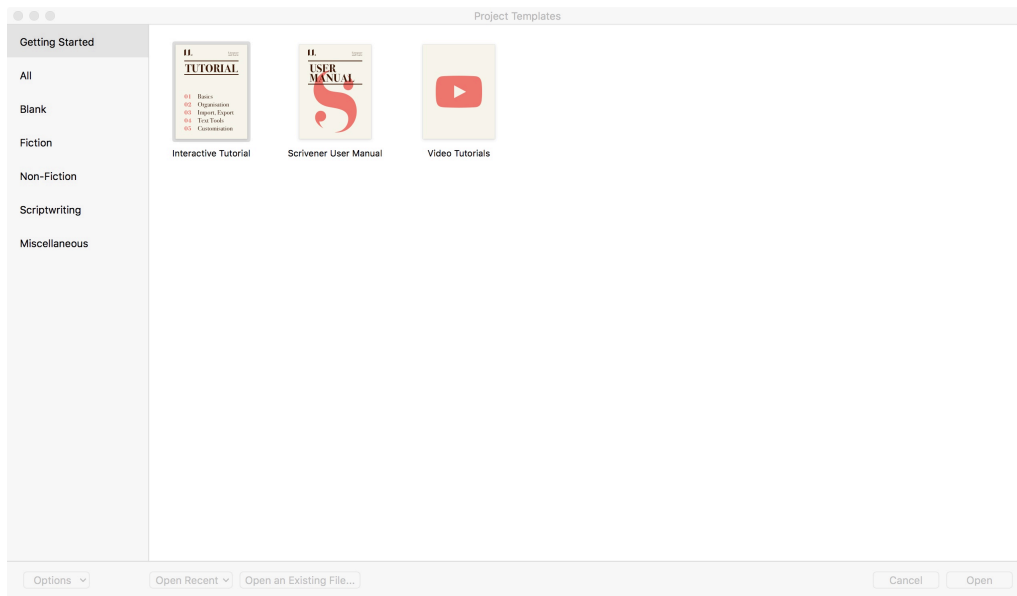 Project Templates
Getting Started
All
Blank
Fiction
Non-Fiction
Scriptwriting
Miscellaneous
TUTORIAL
01 Basics
02 Organisation
03 Import, Export
04 Text Tools
05 Customisation
Interactive Tutorial
USER
MANUAL
Scrivener User Manual
Video Tutorials
Options
Open Recent
Open an Existing File...
Cancel
Open